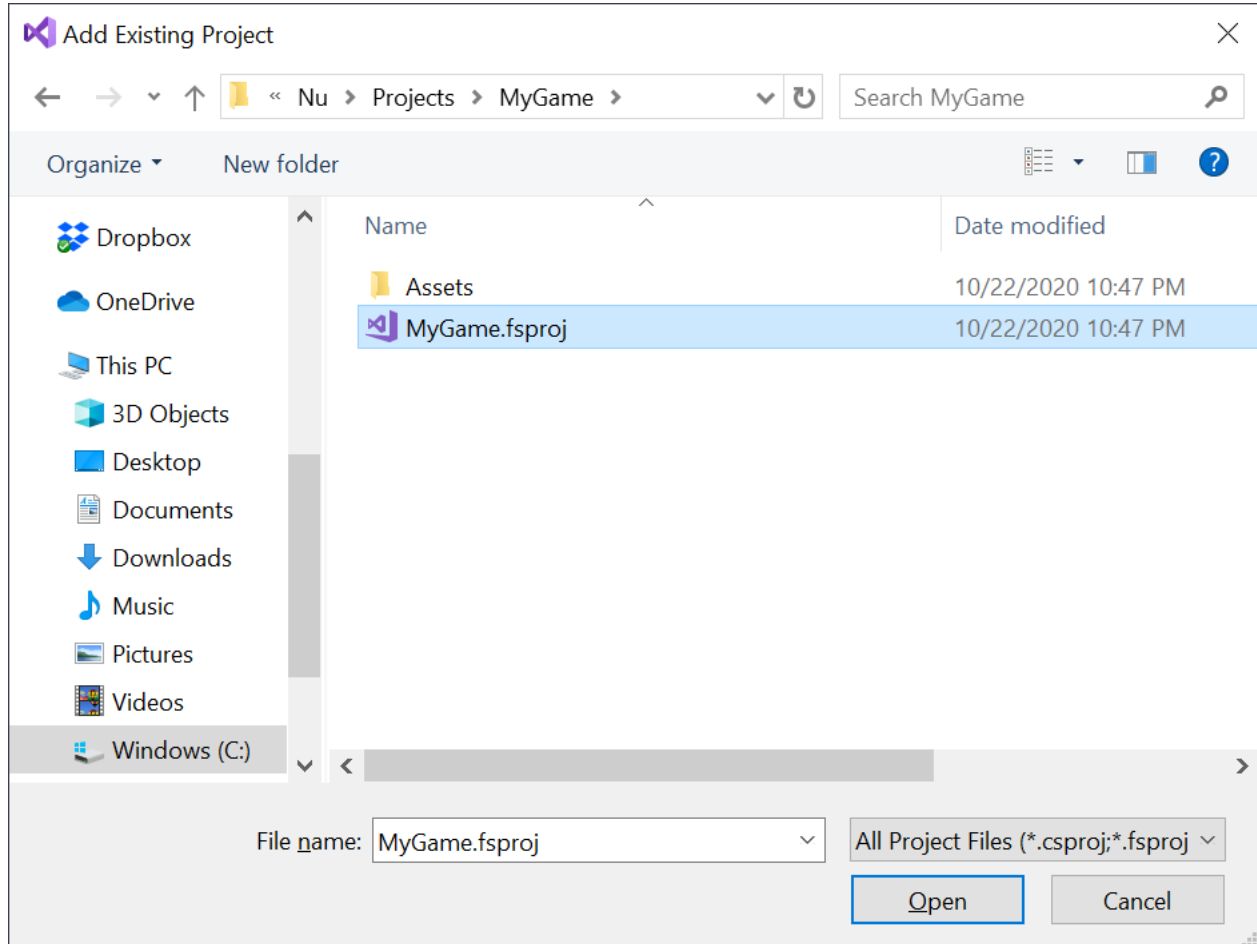 Add Existing Project
« Nu > Projects > MyGame >
Search MyGame
Organize
New folder
?
Name
Date modified
Dropbox
OneDrive
This PC
3D Objects
Desktop
Documents
Downloads
Music
Pictures
Videos
Windows (C:)
Assets 10/22/2020 10:47 PM
MyGame.fsproj 10/22/2020 10:47 PM
File name: MyGame.fsproj
All Project Files (*.csproj;*.fsproj
Open
Cancel